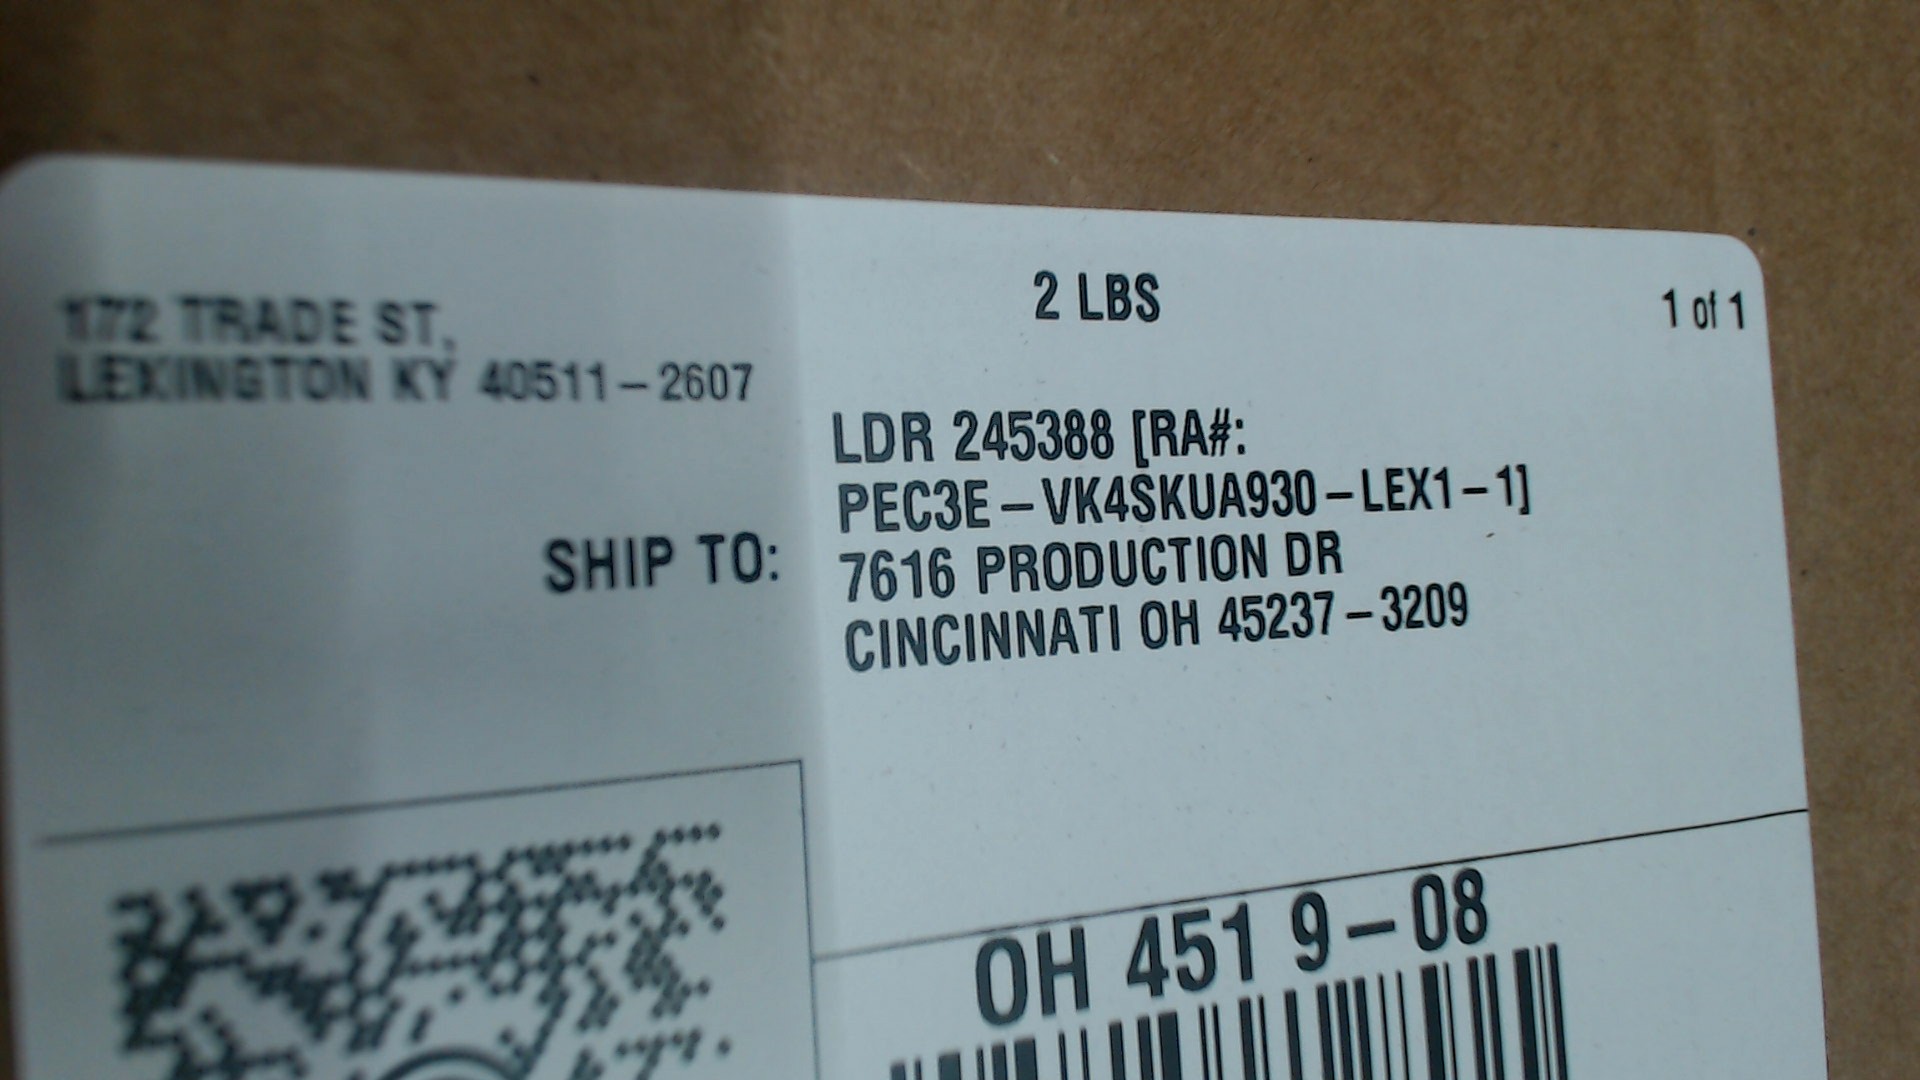 172 TRADE ST,
LEXINGTON KY 40511-2607
2 LBS
1 of 1
SHIP TO:
LDR 245388 [RA#:
PEC3E-VK4SKUA930-LEX1-1]
7616 PRODUCTION DR
CINCINNATI OH 45237-3209
OH 451 9-08